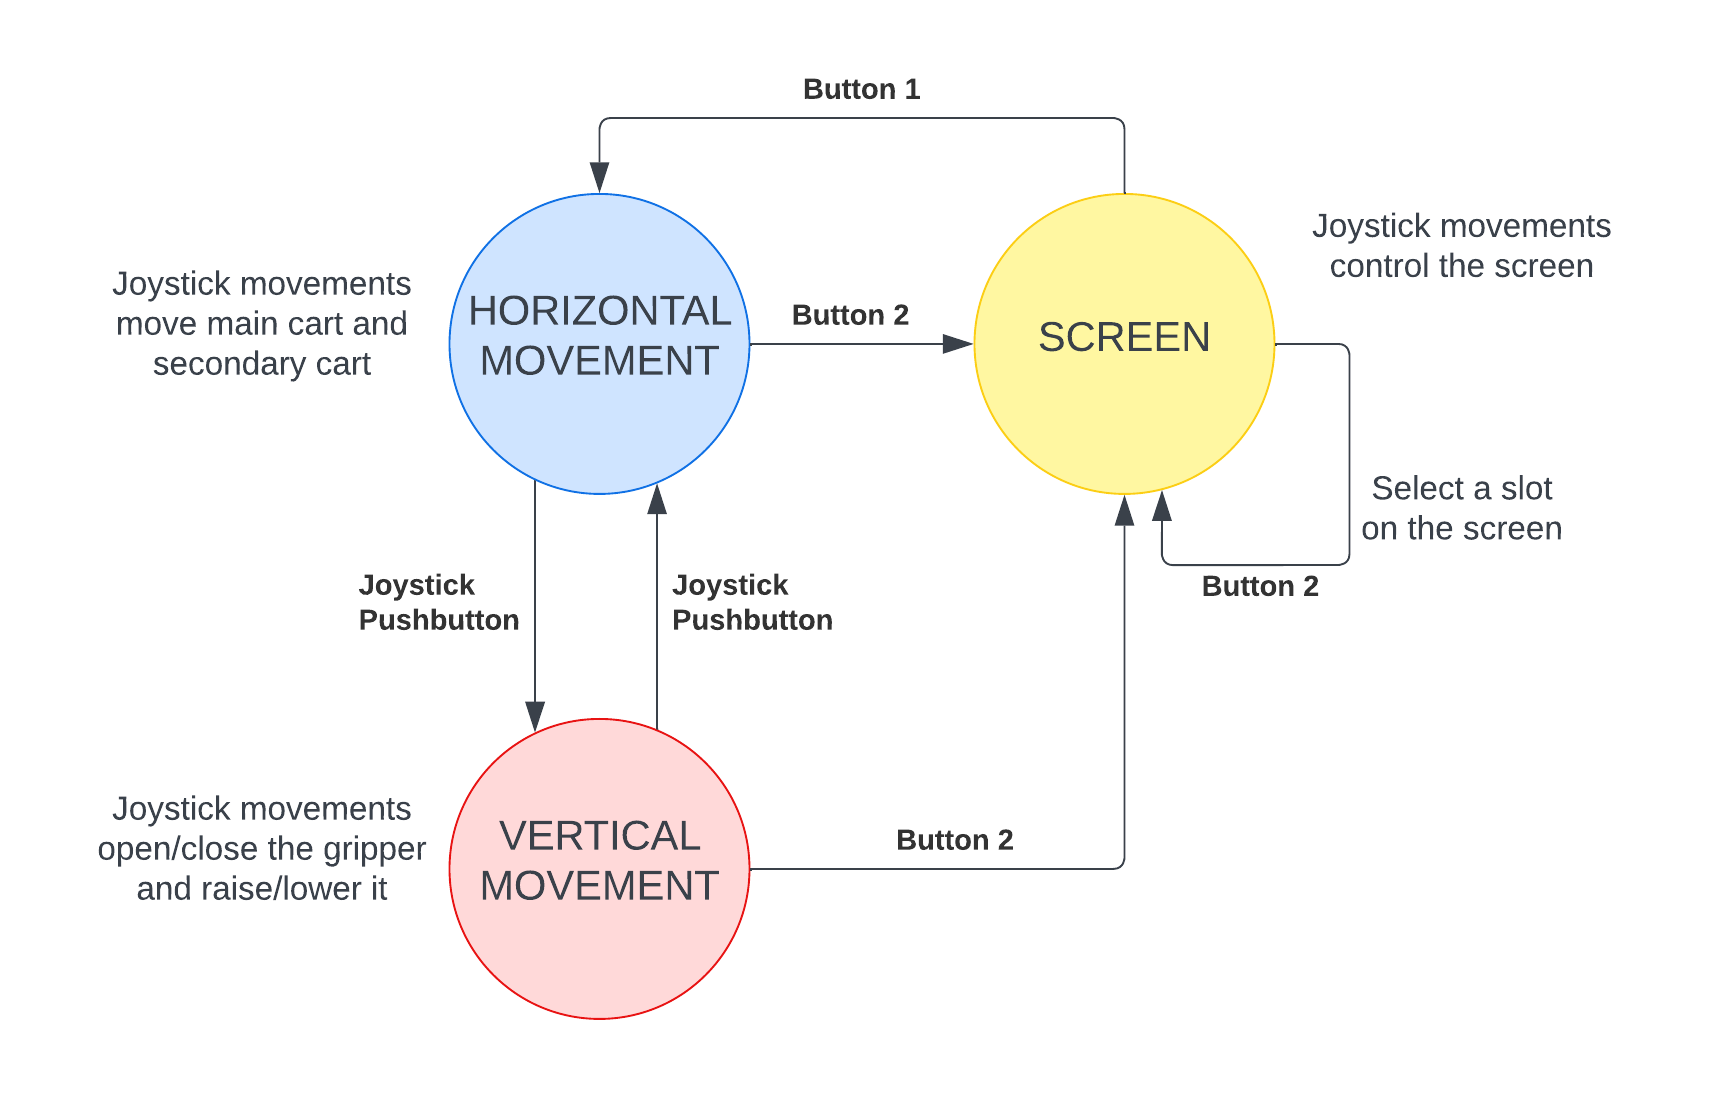 Button 1
Joystick movements
control the screen
Joystick movements
move main cart and
secondary cart
HORIZONTAL
MOVEMENT
Button 2
SCREEN
Select a slot
on the screen
Button 2
Joystick
Pushbutton
Joystick
Pushbutton
Joystick movements
open/close the gripper
and raise/lower it
VERTICAL
MOVEMENT
Button 2